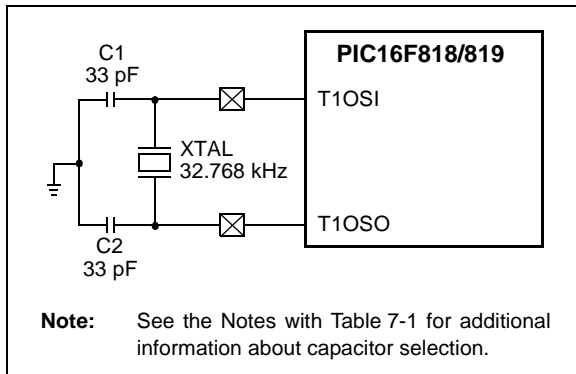 C1
33 pF
PIC16F818/819
T1OSI
XTAL
32.768 kHz
T1OSO
C2
33 pF
Note: See the Notes with Table 7-1 for additional
information about capacitor selection.